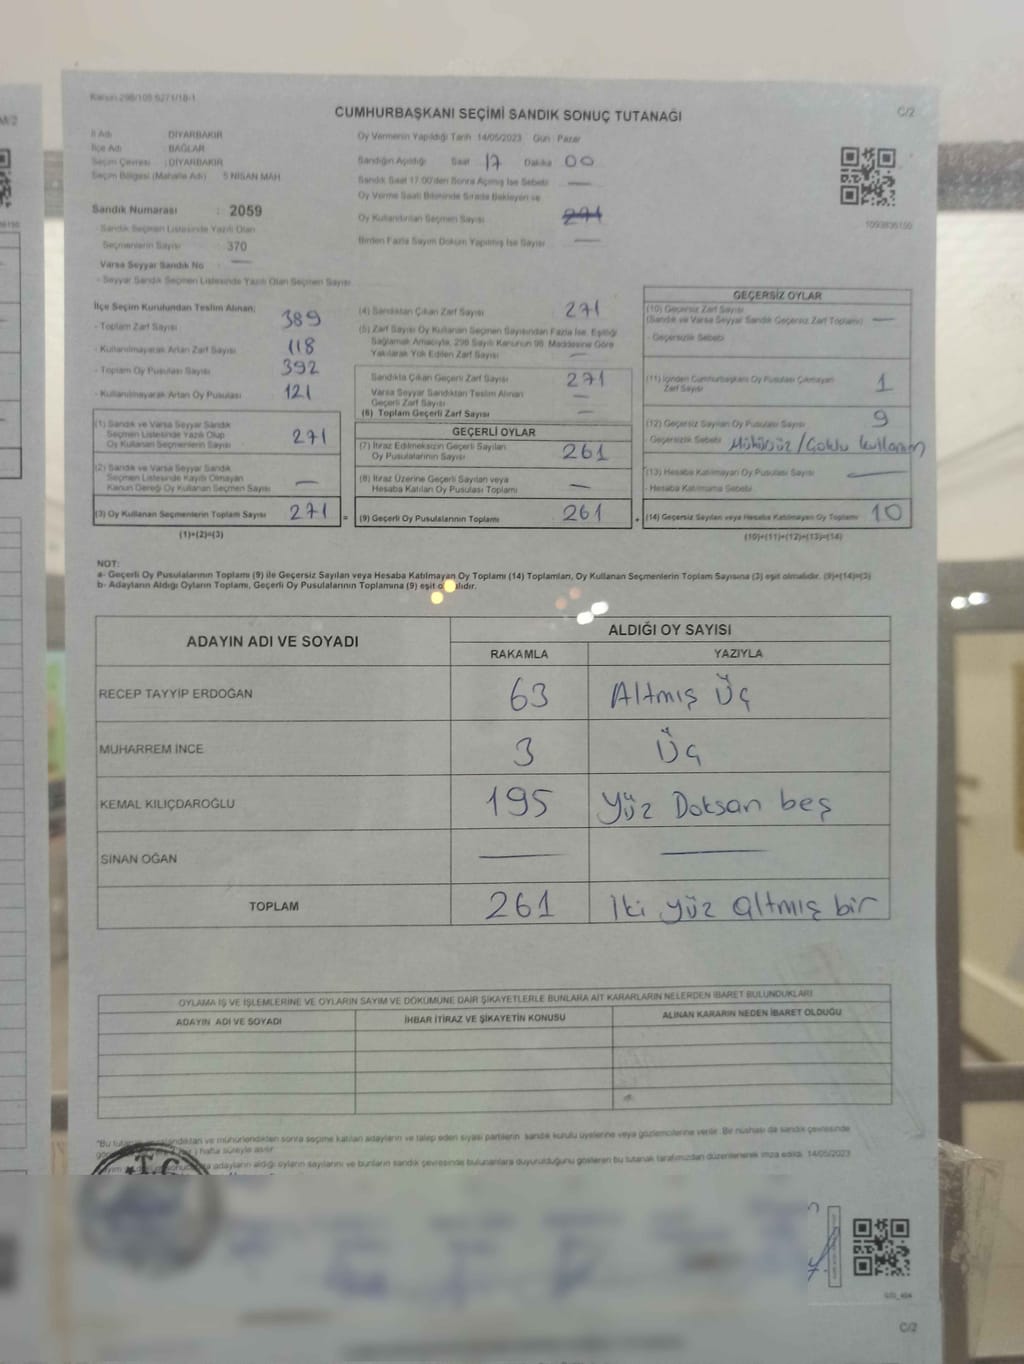 Kanun 298/105 6271/18-1
CUMHURBAŞKANI SEÇİMİ SANDIK SONUÇ TUTANAĞI
C/2
İl Adı : DİYARBAKIR
İlçe Adı : BAĞLAR
Seçim Çevresi : DİYARBAKIR
Seçim Bölgesi (Mahalle Adı) 5 NİSAN MAH
Sandık Numarası : 2059
- Sandık Seçmen Listesinde Yazılı Olan
Seçmenlerin Sayısı 370
Varsa Seyyar Sandık No —
- Seyyar Sandık Seçmen Listesinde Yazılı Olan Seçmen Sayısı
Oy Vermenin Yapıldığı Tarih 14/05/2023 Gün : Pazar
Sandığın Açıldığı Saat 17 Dakika 00
Sandık Saat 17.00'den Sonra Açılmış İse Sebebi —
Oy Verme Saati Bitiminde Sırada Bekleyen ve
Oy Kullandırılan Seçmen Sayısı 271
Birden Fazla Sayım Döküm Yapılmış İse Sayısı —
1093836150
İlçe Seçim Kurulundan Teslim Alınan;
- Toplam Zarf Sayısı 389
- Kullanılmayarak Artan Zarf Sayısı 118
- Toplam Oy Pusulası Sayısı 392
- Kullanılmayarak Artan Oy Pusulası 121
(1) Sandık ve Varsa Seyyar Sandık
Seçmen Listesinde Yazılı Olup
Oy Kullanan Seçmenlerin Sayısı 271
(2) Sandık ve Varsa Seyyar Sandık
Seçmen Listesinde Kayıtlı Olmayan
Kanun Gereği Oy Kullanan Seçmen Sayısı —
(3) Oy Kullanan Seçmenlerin Toplam Sayısı 271 =
(1)+(2)=(3)
(4) Sandıktan Çıkan Zarf Sayısı 271
(5) Zarf Sayısı Oy Kullanan Seçmen Sayısından Fazla İse, Eşitliği
Sağlamak Amacıyla, 298 Sayılı Kanunun 98. Maddesine Göre
Yakılarak Yok Edilen Zarf Sayısı —
Sandıkta Çıkan Geçerli Zarf Sayısı 271
Varsa Seyyar Sandıktan Teslim Alınan
Geçerli Zarf Sayısı —
(6) Toplam Geçerli Zarf Sayısı —
GEÇERLİ OYLAR
(7) İtiraz Edilmeksizin Geçerli Sayılan
Oy Pusulalarının Sayısı 261
(8) İtiraz Üzerine Geçerli Sayılan veya
Hesaba Katılan Oy Pusulası Toplamı —
(9) Geçerli Oy Pusulalarının Toplamı 261 +
GEÇERSİZ OYLAR
(10) Geçersiz Zarf Sayısı
(Sandık ve Varsa Seyyar Sandık Geçersiz Zarf Toplamı) —
- Geçersizlik Sebebi
(11) İçinden Cumhurbaşkanı Oy Pusulası Çıkmayan
Zarf Sayısı 1
(12) Geçersiz Sayılan Oy Pusulası Sayısı 9
Geçersizlik Sebebi Mühürsüz/Çoklu kullanım
(13) Hesaba Katılmayan Oy Pusulası Sayısı —
- Hesaba Katılmama Sebebi
(14) Geçersiz Sayılan veya Hesaba Katılmayan Oy Toplamı 10
(10)+(11)+(12)+(13)=(14)
NOT:
a- Geçerli Oy Pusulalarının Toplamı (9) ile Geçersiz Sayılan veya Hesaba Katılmayan Oy Toplamı (14) Toplamları, Oy Kullanan Seçmenlerin Toplam Sayısına (3) eşit olmalıdır. (9)+(14)=(3)
b- Adayların Aldığı Oyların Toplamı, Geçerli Oy Pusulalarının Toplamına (9) eşit olmalıdır.
ADAYIN ADI VE SOYADI
ALDIĞI OY SAYISI
RAKAMLA YAZIYLA
RECEP TAYYİP ERDOĞAN 63 Altmış Üç
MUHARREM İNCE 3 Üç
KEMAL KILIÇDAROĞLU 195 Yüz Doksan beş
SİNAN OĞAN — —
TOPLAM 261 İki yüz altmış bir
OYLAMA İŞ VE İŞLEMLERİNE VE OYLARIN SAYIM VE DÖKÜMÜNE DAİR ŞİKAYETLERLE BUNLARA AİT KARARLARIN NELERDEN İBARET BULUNDUKLARI
ADAYIN ADI VE SOYADI İHBAR İTİRAZ VE ŞİKAYETİN KONUSU ALINAN KARARIN NEDEN İBARET OLDUĞU
ve mühürlendikten sonra seçime katılan adayların ve talep eden siyasi partilerin sandık kurulu üyelerine veya gözlemcilerine verilir. Bir nüshası da sandık çevresinde
hafta süreyle asılır.
adayların aldığı oyların sayılarını ve bunların sandık çevresinde bulunanlara duyurulduğunu gösteren bu tutanak tarafımızdan düzenlenerek imza edildi. 14/05/2023
T.C
C/2